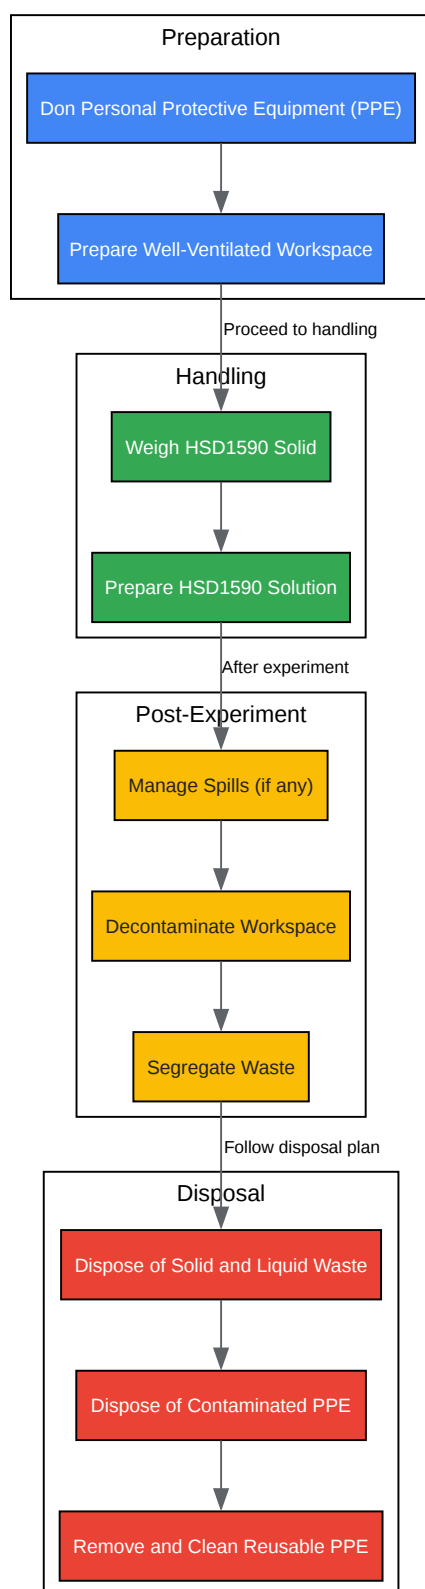 Preparation
Don Personal Protective Equipment (PPE)
Prepare Well-Ventilated Workspace
Proceed to handling
Handling
Weigh HSD1590 Solid
Prepare HSD1590 Solution
After experiment
Post-Experiment
Manage Spills (if any)
Decontaminate Workspace
Segregate Waste
Follow disposal plan
Disposal
Dispose of Solid and Liquid Waste
Dispose of Contaminated PPE
Remove and Clean Reusable PPE